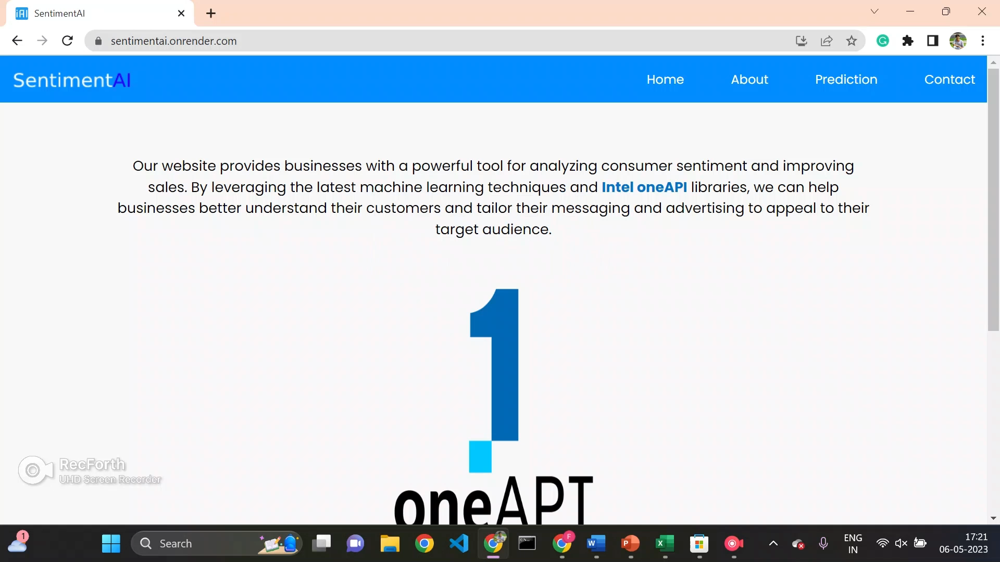 SentimentAI
sentimentai.onrender.com
SentimentAI
Home About Prediction Contact
Our website provides businesses with a powerful tool for analyzing consumer sentiment and improving
sales. By leveraging the latest machine learning techniques and Intel oneAPI libraries, we can help
businesses better understand their customers and tailor their messaging and advertising to appeal to their
target audience.
1
oneAPI
RecForth
UHD Screen Recorder
1
Search
F
ENG
IN
17:21
06-05-2023